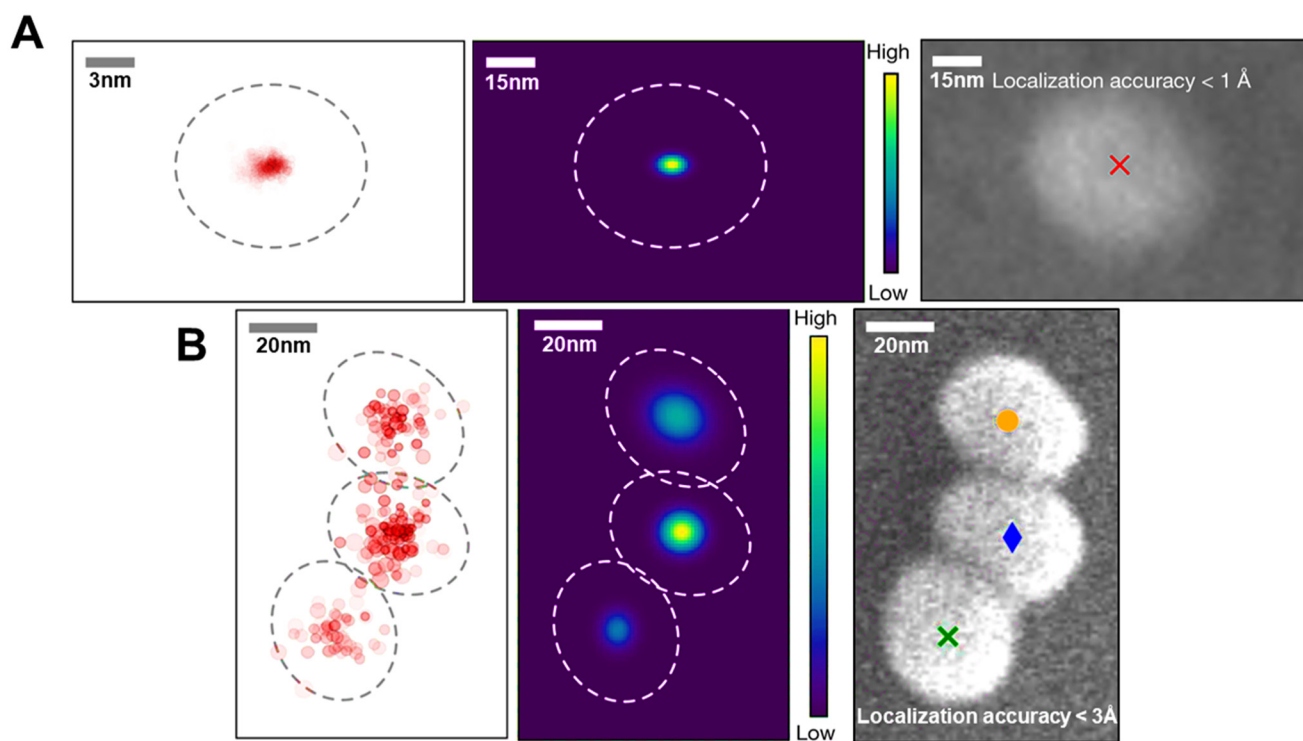 A
3nm
15nm
High
Low
15nm
Localization accuracy < 1 Å
B
20nm
20nm
High
Low
20nm
Localization accuracy < 3Å